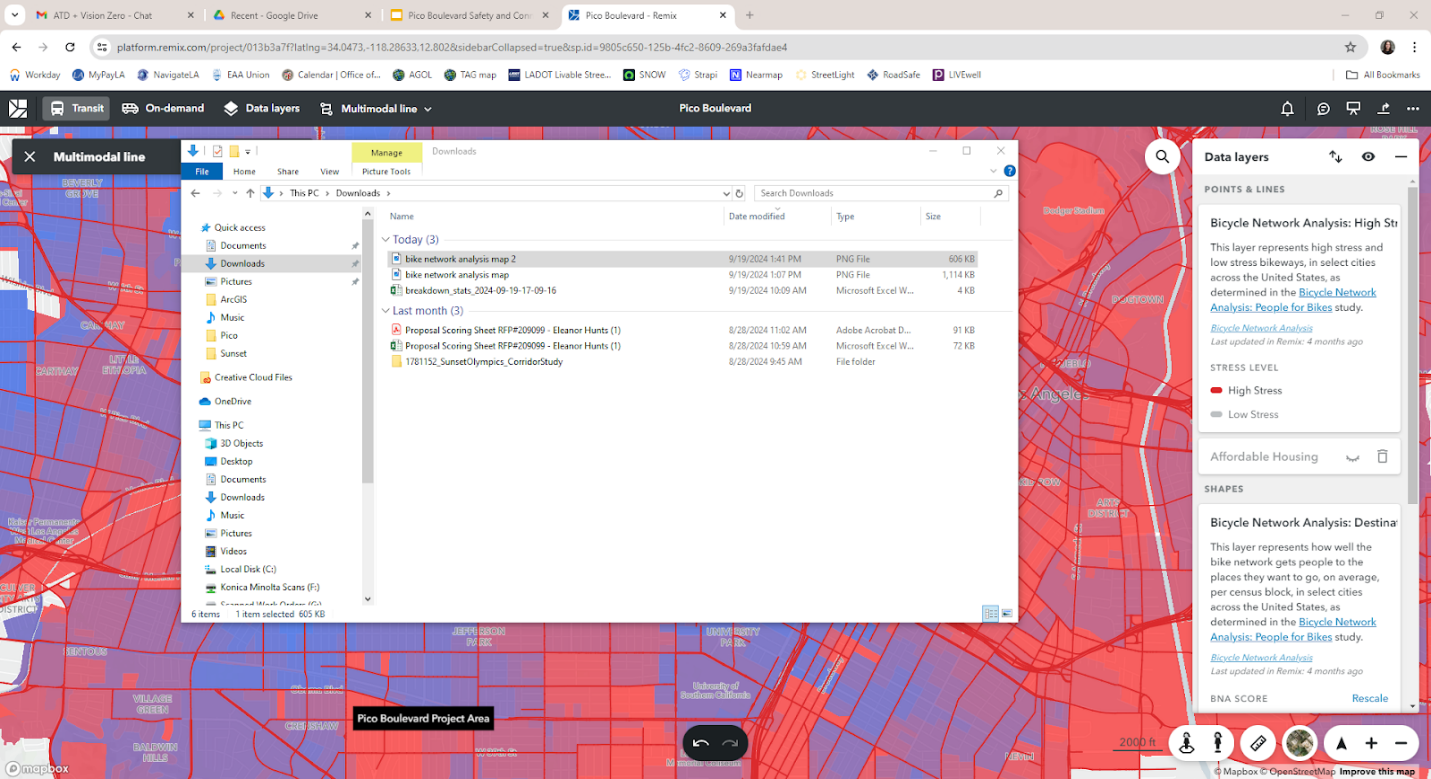 ATD + Vision Zero - Chat
Recent - Google Drive
Pico Boulevard Safety and Con
Pico Boulevard - Remix
platform.remix.com/project/013b3a7f?latlng=34.0473,-118.28633,12.802&sidebarCollapsed=true&sp.id=9805c650-125b-4fc2-8609-269a3fafdae4
Workday
MyPayLA
NavigateLA
EAA Union
Calendar | Office of...
AGOL
TAG map
LADOT Livable Stree...
SNOW
Strapi
Nearmap
StreetLight
RoadSafe
LIVEwell
All Bookmarks
Transit
On-demand
Data layers
Multimodal line
Pico Boulevard
Multimodal line
Manage
Downloads
File
Home
Share
View
Picture Tools
This PC
Downloads
Search Downloads
Quick access
Documents
Downloads
Pictures
ArcGIS
Music
Pico
Sunset
Creative Cloud Files
OneDrive
This PC
3D Objects
Desktop
Documents
Downloads
Music
Pictures
Videos
Local Disk (C:)
Konica Minolta Scans (F:)
Scanned Work Orders (G:)
Name Date modified Type Size
Today (3)
bike network analysis map 2 9/19/2024 1:41 PM PNG File 606 KB
bike network analysis map 9/19/2024 1:07 PM PNG File 1,114 KB
breakdown_stats_2024-09-19-17-09-16 9/19/2024 10:09 AM Microsoft Excel W... 4 KB
Last month (3)
Proposal Scoring Sheet RFP#209099 - Eleanor Hunts (1) 8/28/2024 11:02 AM Adobe Acrobat D... 91 KB
Proposal Scoring Sheet RFP#209099 - Eleanor Hunts (1) 8/28/2024 10:59 AM Microsoft Excel W... 72 KB
1781152_SunsetOlympics_CorridorStudy 8/28/2024 9:45 AM File folder
6 items 1 item selected 605 KB
Data layers
POINTS & LINES
Bicycle Network Analysis: High Str
This layer represents high stress and
low stress bikeways, in select cities
across the United States, as
determined in the Bicycle Network
Analysis: People for Bikes study.
Bicycle Network Analysis
Last updated in Remix: 4 months ago
STRESS LEVEL
High Stress
Low Stress
Affordable Housing
SHAPES
Bicycle Network Analysis: Destinat
This layer represents how well the
bike network gets people to the
places they want to go, on average,
per census block, in select cities
across the United States, as
determined in the Bicycle Network
Analysis: People for Bikes study.
Bicycle Network Analysis
Last updated in Remix: 4 months ago
BNA SCORE Rescale
BEVERLY
GROVE
CARTHAY
LITTLE
ETHIOPIA
Dodger Stadium
DOGTOWN
Angeles
ARTS
DISTRICT
JEFFERSON
PARK
UNIVERSITY
PARK
University of
Southern California
VILLAGE
GREEN
CRENSHAW
BALDWIN
HILLS
Pico Boulevard Project Area
2000 ft
mapbox
© Mapbox © OpenStreetMap Improve this map